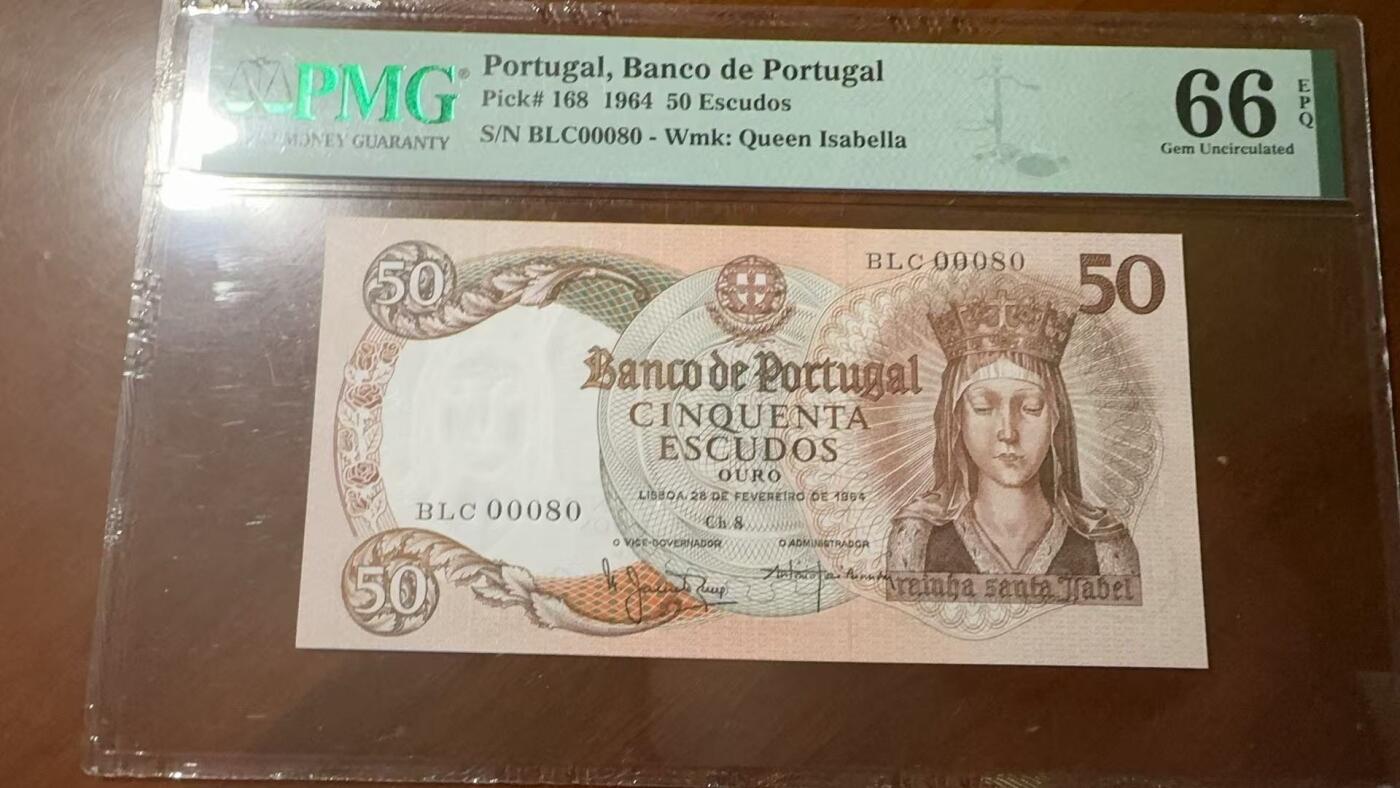 PMG®
MONEY GUARANTY
Portugal, Banco de Portugal
Pick# 168 1964 50 Escudos
S/N BLC00080 - Wmk: Queen Isabella
66
EPQ
Gem Uncirculated
50
BLC 00080
50
Banco de Portugal
CINQUENTA
ESCUDOS
OURO
LISBOA, 28 DE FEVEREIRO DE 1964
BLC 00080
Ch. 8
O VICE-GOVERNADOR
O ADMINISTRADOR
50
rainha santa Isabel